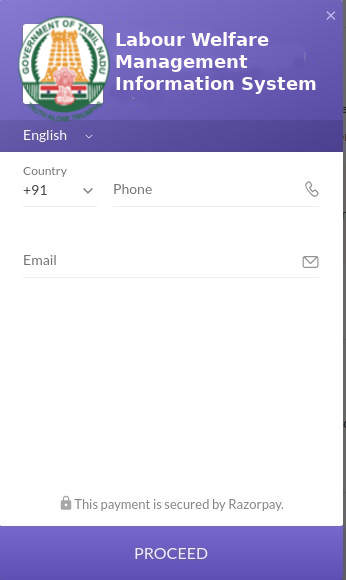 GOVERNMENT OF TAMIL NADU
Labour Welfare
Management
Information System
English
Country
+91
Phone
Email
This payment is secured by Razorpay.
PROCEED